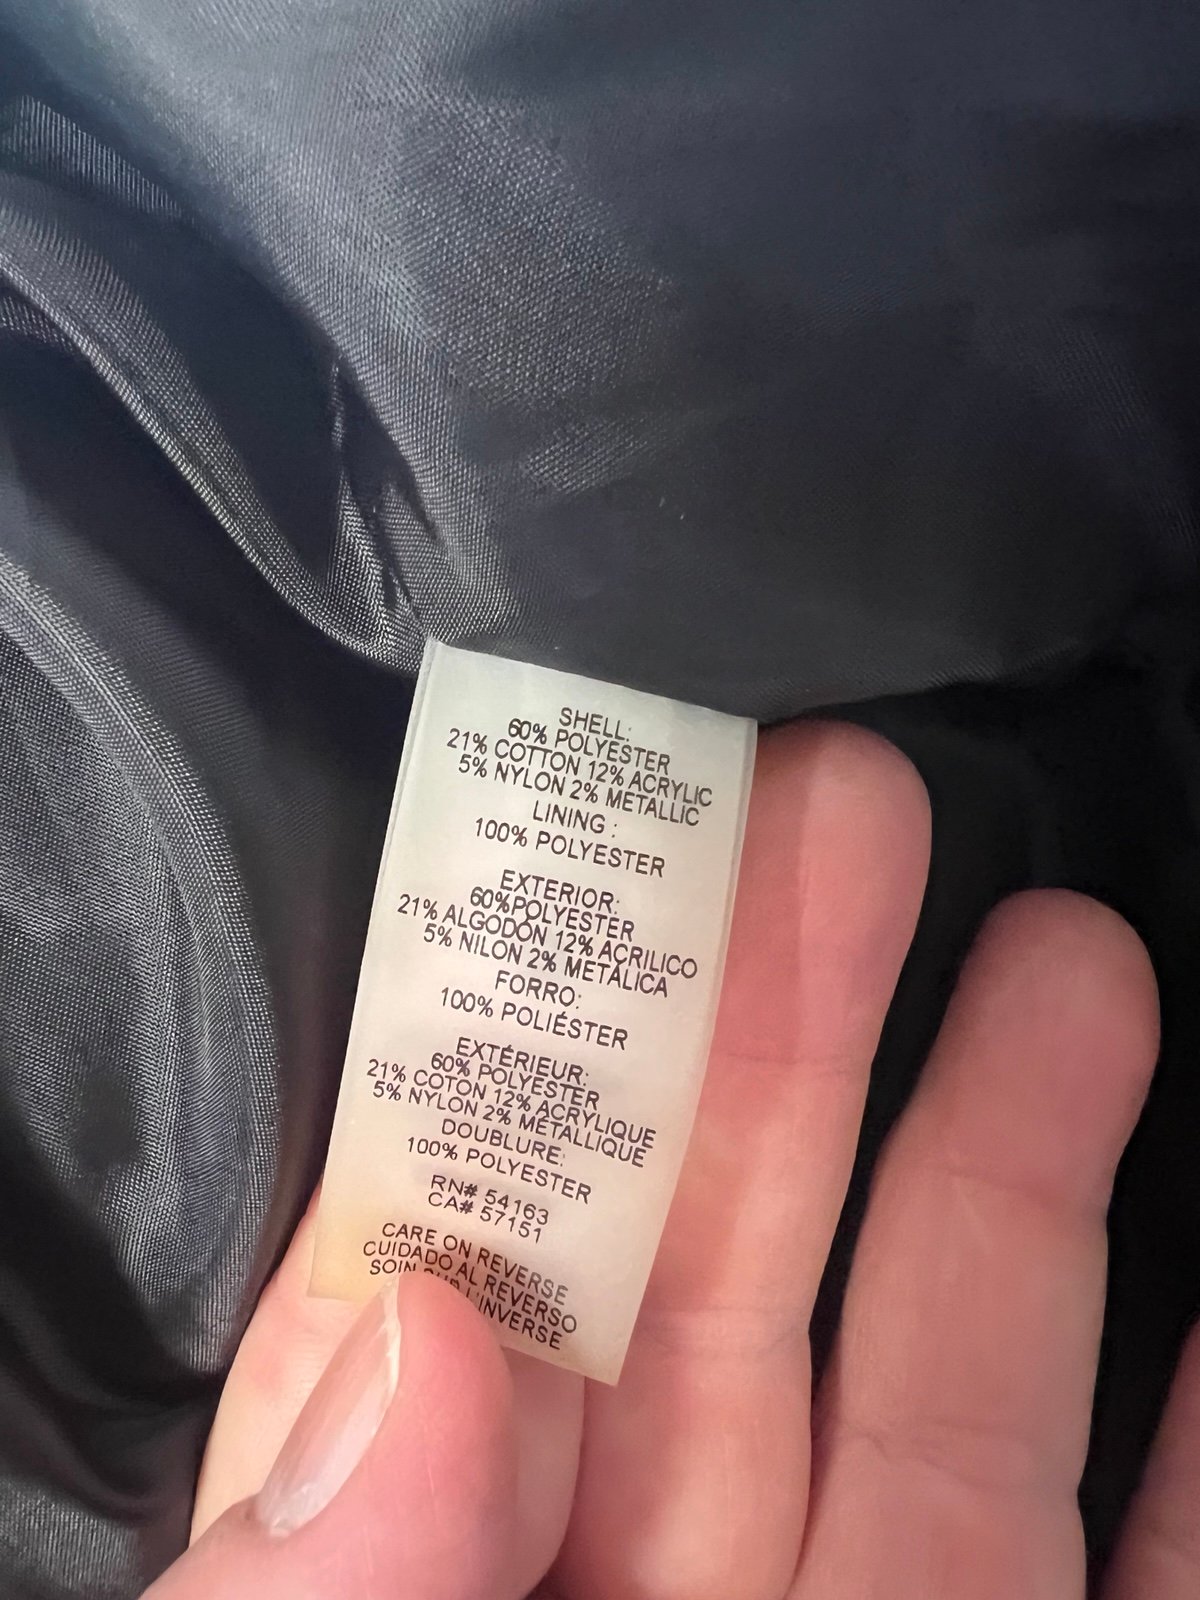 SHELL:
60% POLYESTER
21% COTTON 12% ACRYLIC
5% NYLON 2% METALLIC
LINING :
100% POLYESTER
EXTERIOR:
60%POLYESTER
21% ALGODÓN 12% ACRILICO
5% NILON 2% METÁLICA
FORRO:
100% POLIÉSTER
EXTÉRIEUR:
60% POLYESTER
21% COTON 12% ACRYLIQUE
5% NYLON 2% MÉTALLIQUE
DOUBLURE:
100% POLYESTER
RN# 54163
CA# 57151
CARE ON REVERSE
CUIDADO AL REVERSO
SOIN SUR L'INVERSE